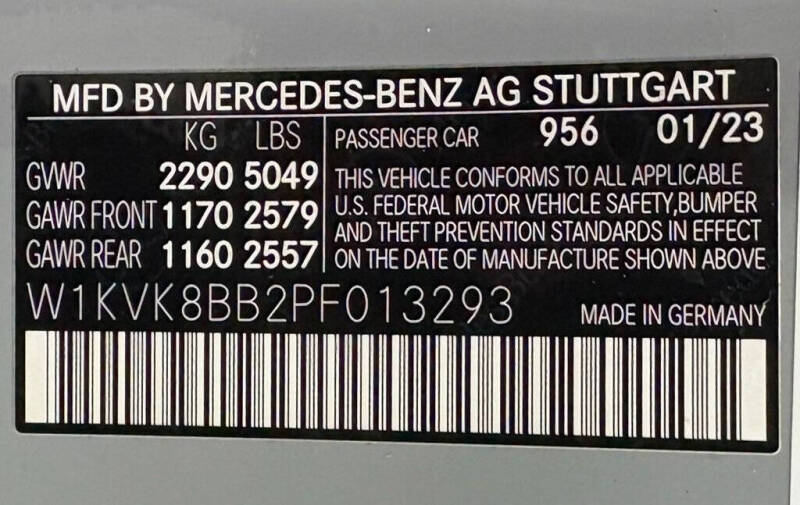 MFD BY MERCEDES-BENZ AG STUTTGART
KG LBS
GVWR 2290 5049
GAWR FRONT 1170 2579
GAWR REAR 1160 2557
PASSENGER CAR 956 01/23
THIS VEHICLE CONFORMS TO ALL APPLICABLE
U.S. FEDERAL MOTOR VEHICLE SAFETY,BUMPER
AND THEFT PREVENTION STANDARDS IN EFFECT
ON THE DATE OF MANUFACTURE SHOWN ABOVE
W1KVK8BB2PF013293
MADE IN GERMANY